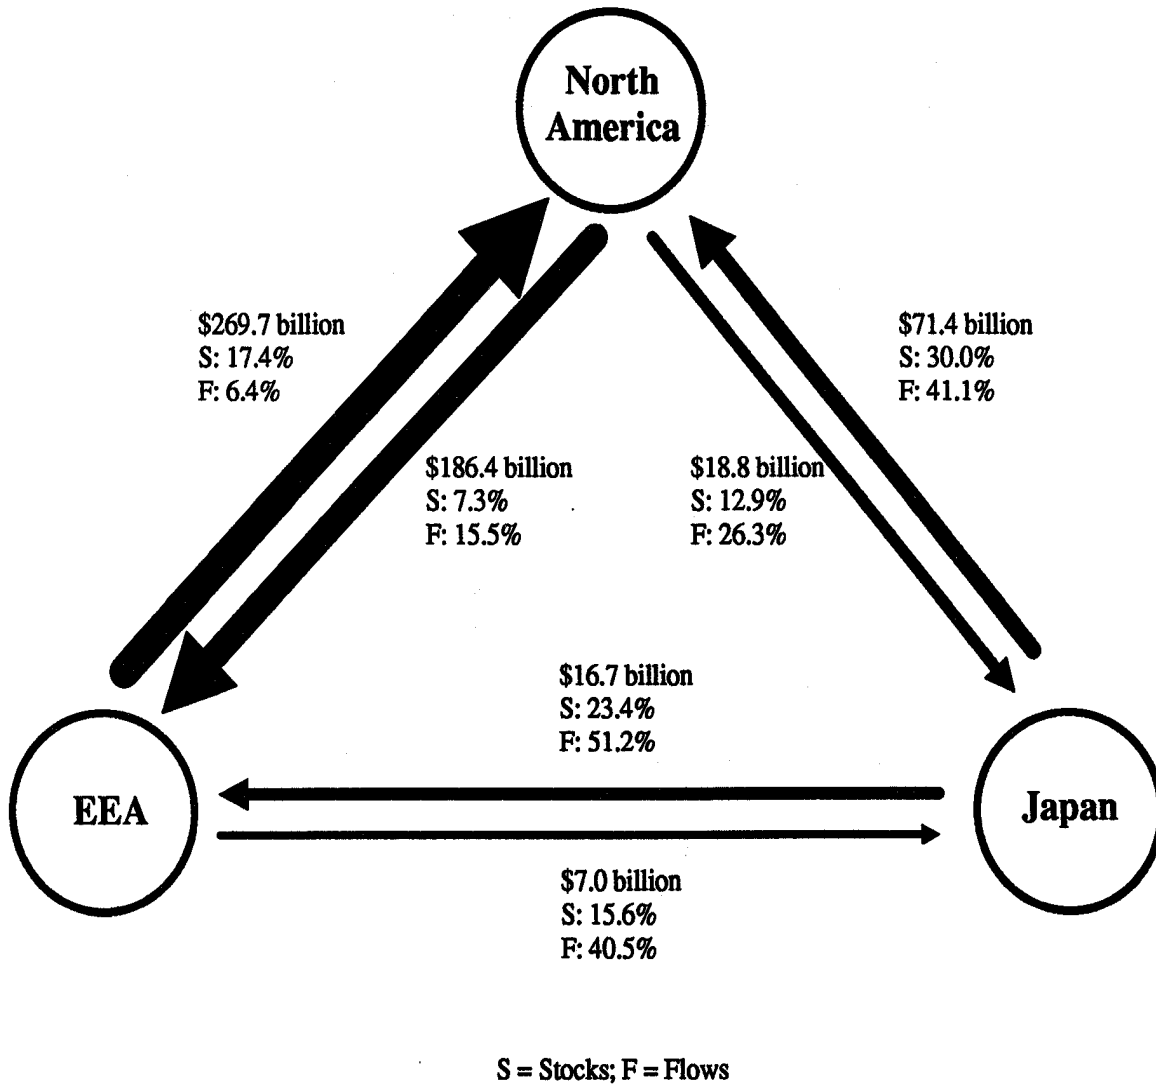 North
America
$269.7 billion
S: 17.4%
F: 6.4%
$71.4 billion
S: 30.0%
F: 41.1%
$186.4 billion
S: 7.3%
F: 15.5%
$18.8 billion
S: 12.9%
F: 26.3%
$16.7 billion
S: 23.4%
F: 51.2%
EEA
Japan
$7.0 billion
S: 15.6%
F: 40.5%
S = Stocks; F = Flows